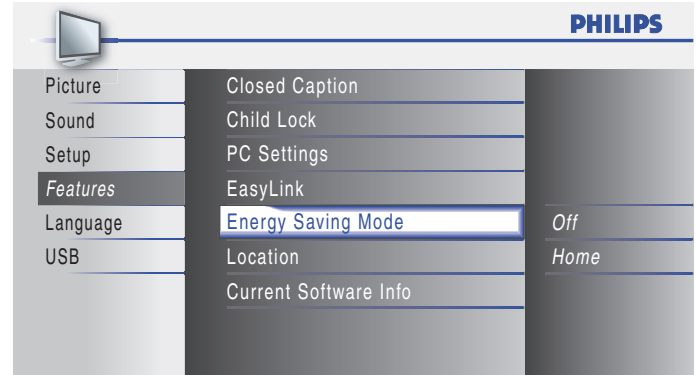 PHILIPS
Picture
Sound
Setup
Features
Language
USB
Closed Caption
Child Lock
PC Settings
EasyLink
Energy Saving Mode
Location
Current Software Info
Off
Home